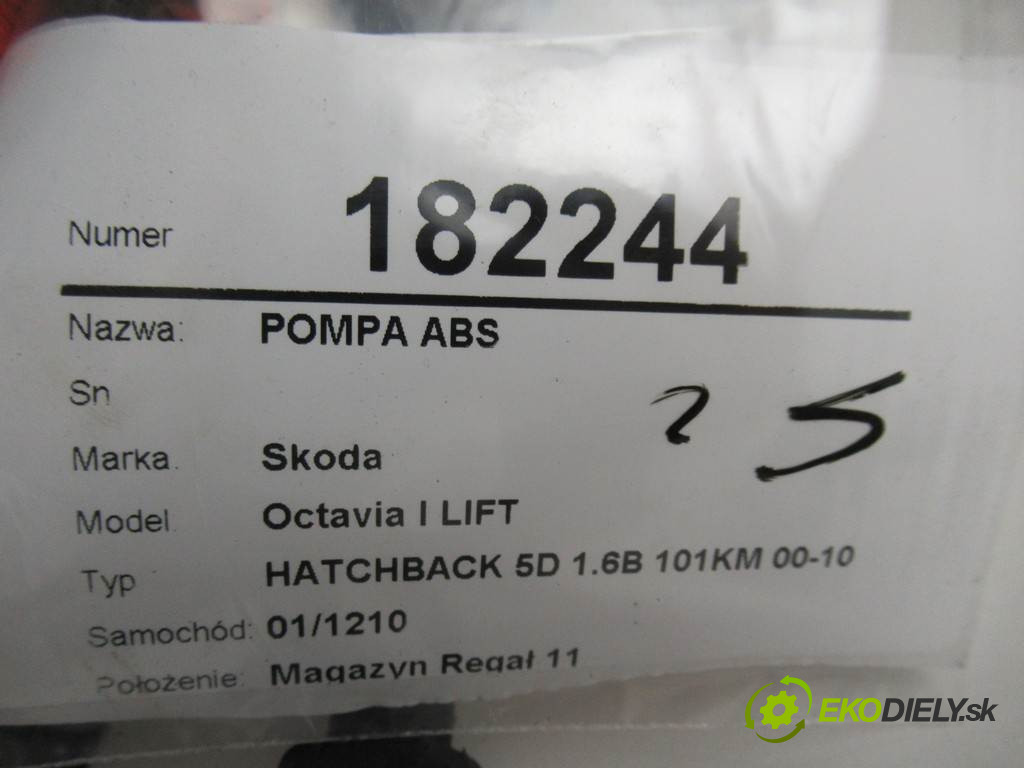 Numer 182244
Nazwa: POMPA ABS
Sn
2 5
Marka. Skoda
Model. Octavia I LIFT
Typ HATCHBACK 5D 1.6B 101KM 00-10
Samochód: 01/1210
Położenie: Magazyn Regał 11
EKODIELY.sk